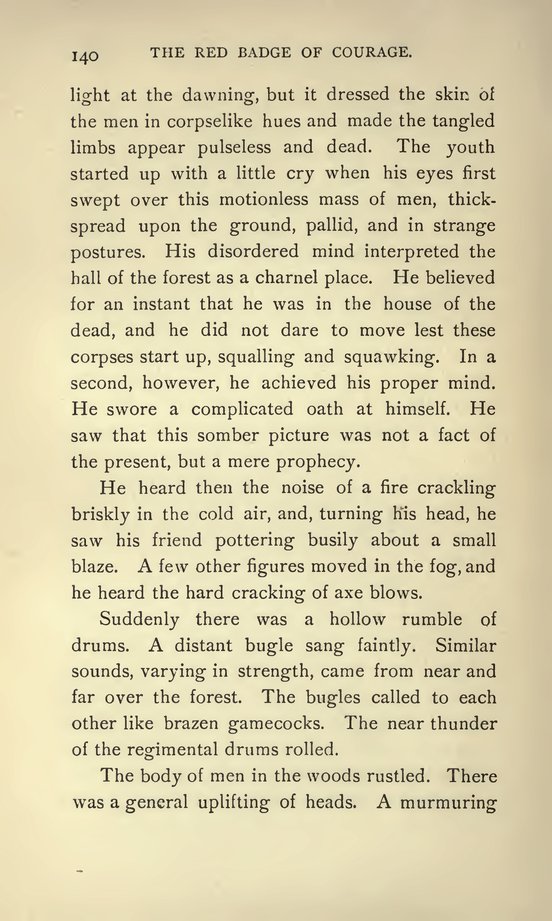 140 THE RED BADGE OF COURAGE.
light at the dawning, but it dressed the skin of
the men in corpselike hues and made the tangled
limbs appear pulseless and dead. The youth
started up with a little cry when his eyes first
swept over this motionless mass of men, thick-
spread upon the ground, pallid, and in strange
postures. His disordered mind interpreted the
hall of the forest as a charnel place. He believed
for an instant that he was in the house of the
dead, and he did not dare to move lest these
corpses start up, squalling and squawking. In a
second, however, he achieved his proper mind.
He swore a complicated oath at himself. He
saw that this somber picture was not a fact of
the present, but a mere prophecy.
He heard then the noise of a fire crackling
briskly in the cold air, and, turning his head, he
saw his friend pottering busily about a small
blaze. A few other figures moved in the fog, and
he heard the hard cracking of axe blows.
Suddenly there was a hollow rumble of
drums. A distant bugle sang faintly. Similar
sounds, varying in strength, came from near and
far over the forest. The bugles called to each
other like brazen gamecocks. The near thunder
of the regimental drums rolled.
The body of men in the woods rustled. There
was a general uplifting of heads. A murmuring